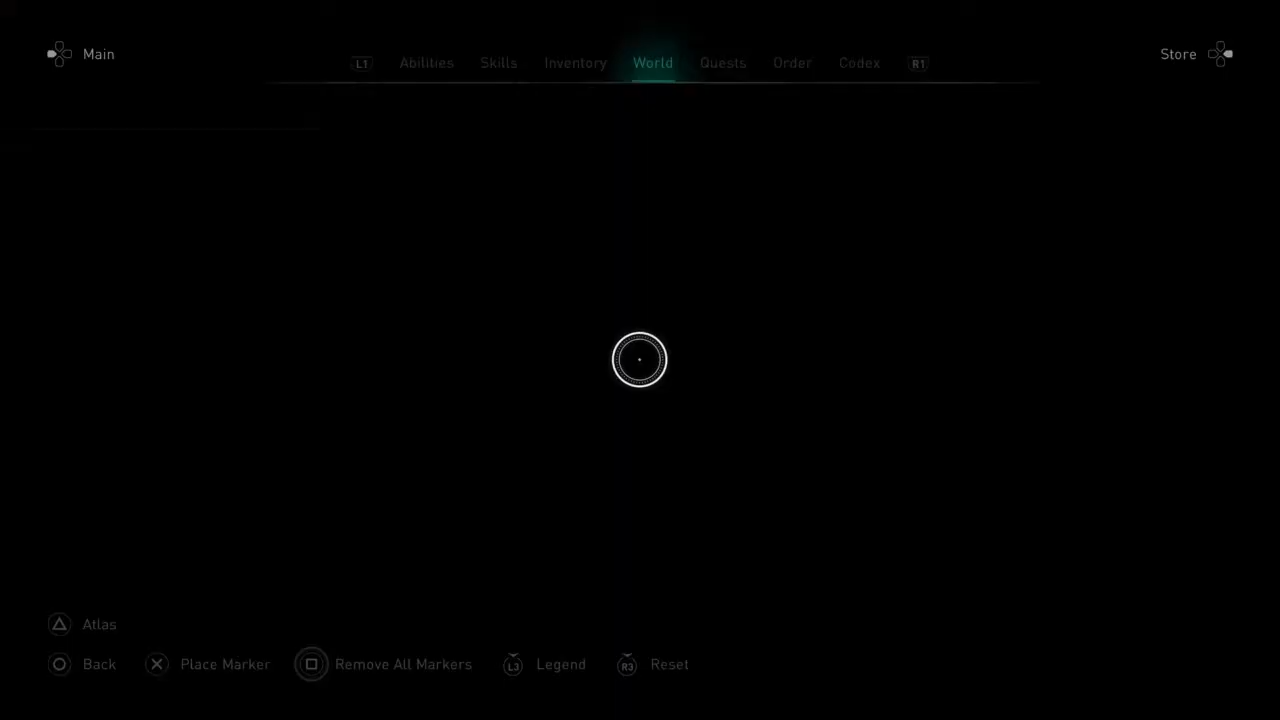 Main
L1 Abilities Skills Inventory World Quests Order Codex R1
Store
Atlas
Back Place Marker Remove All Markers L3 Legend R3 Reset